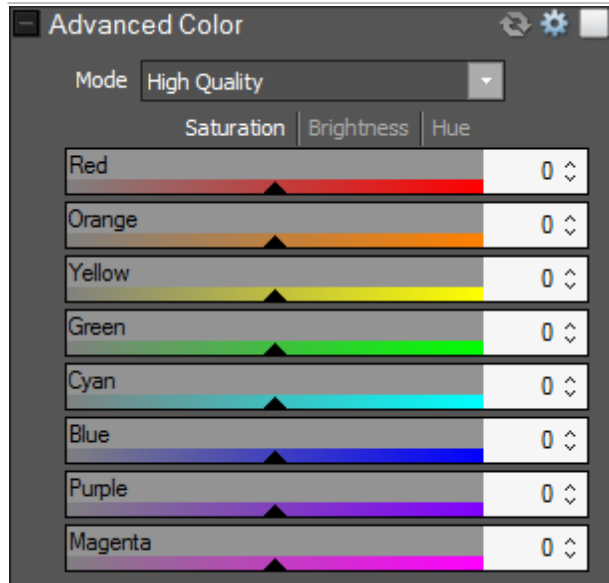 Advanced Color
Mode High Quality
Saturation Brightness Hue
Red 0
Orange 0
Yellow 0
Green 0
Cyan 0
Blue 0
Purple 0
Magenta 0